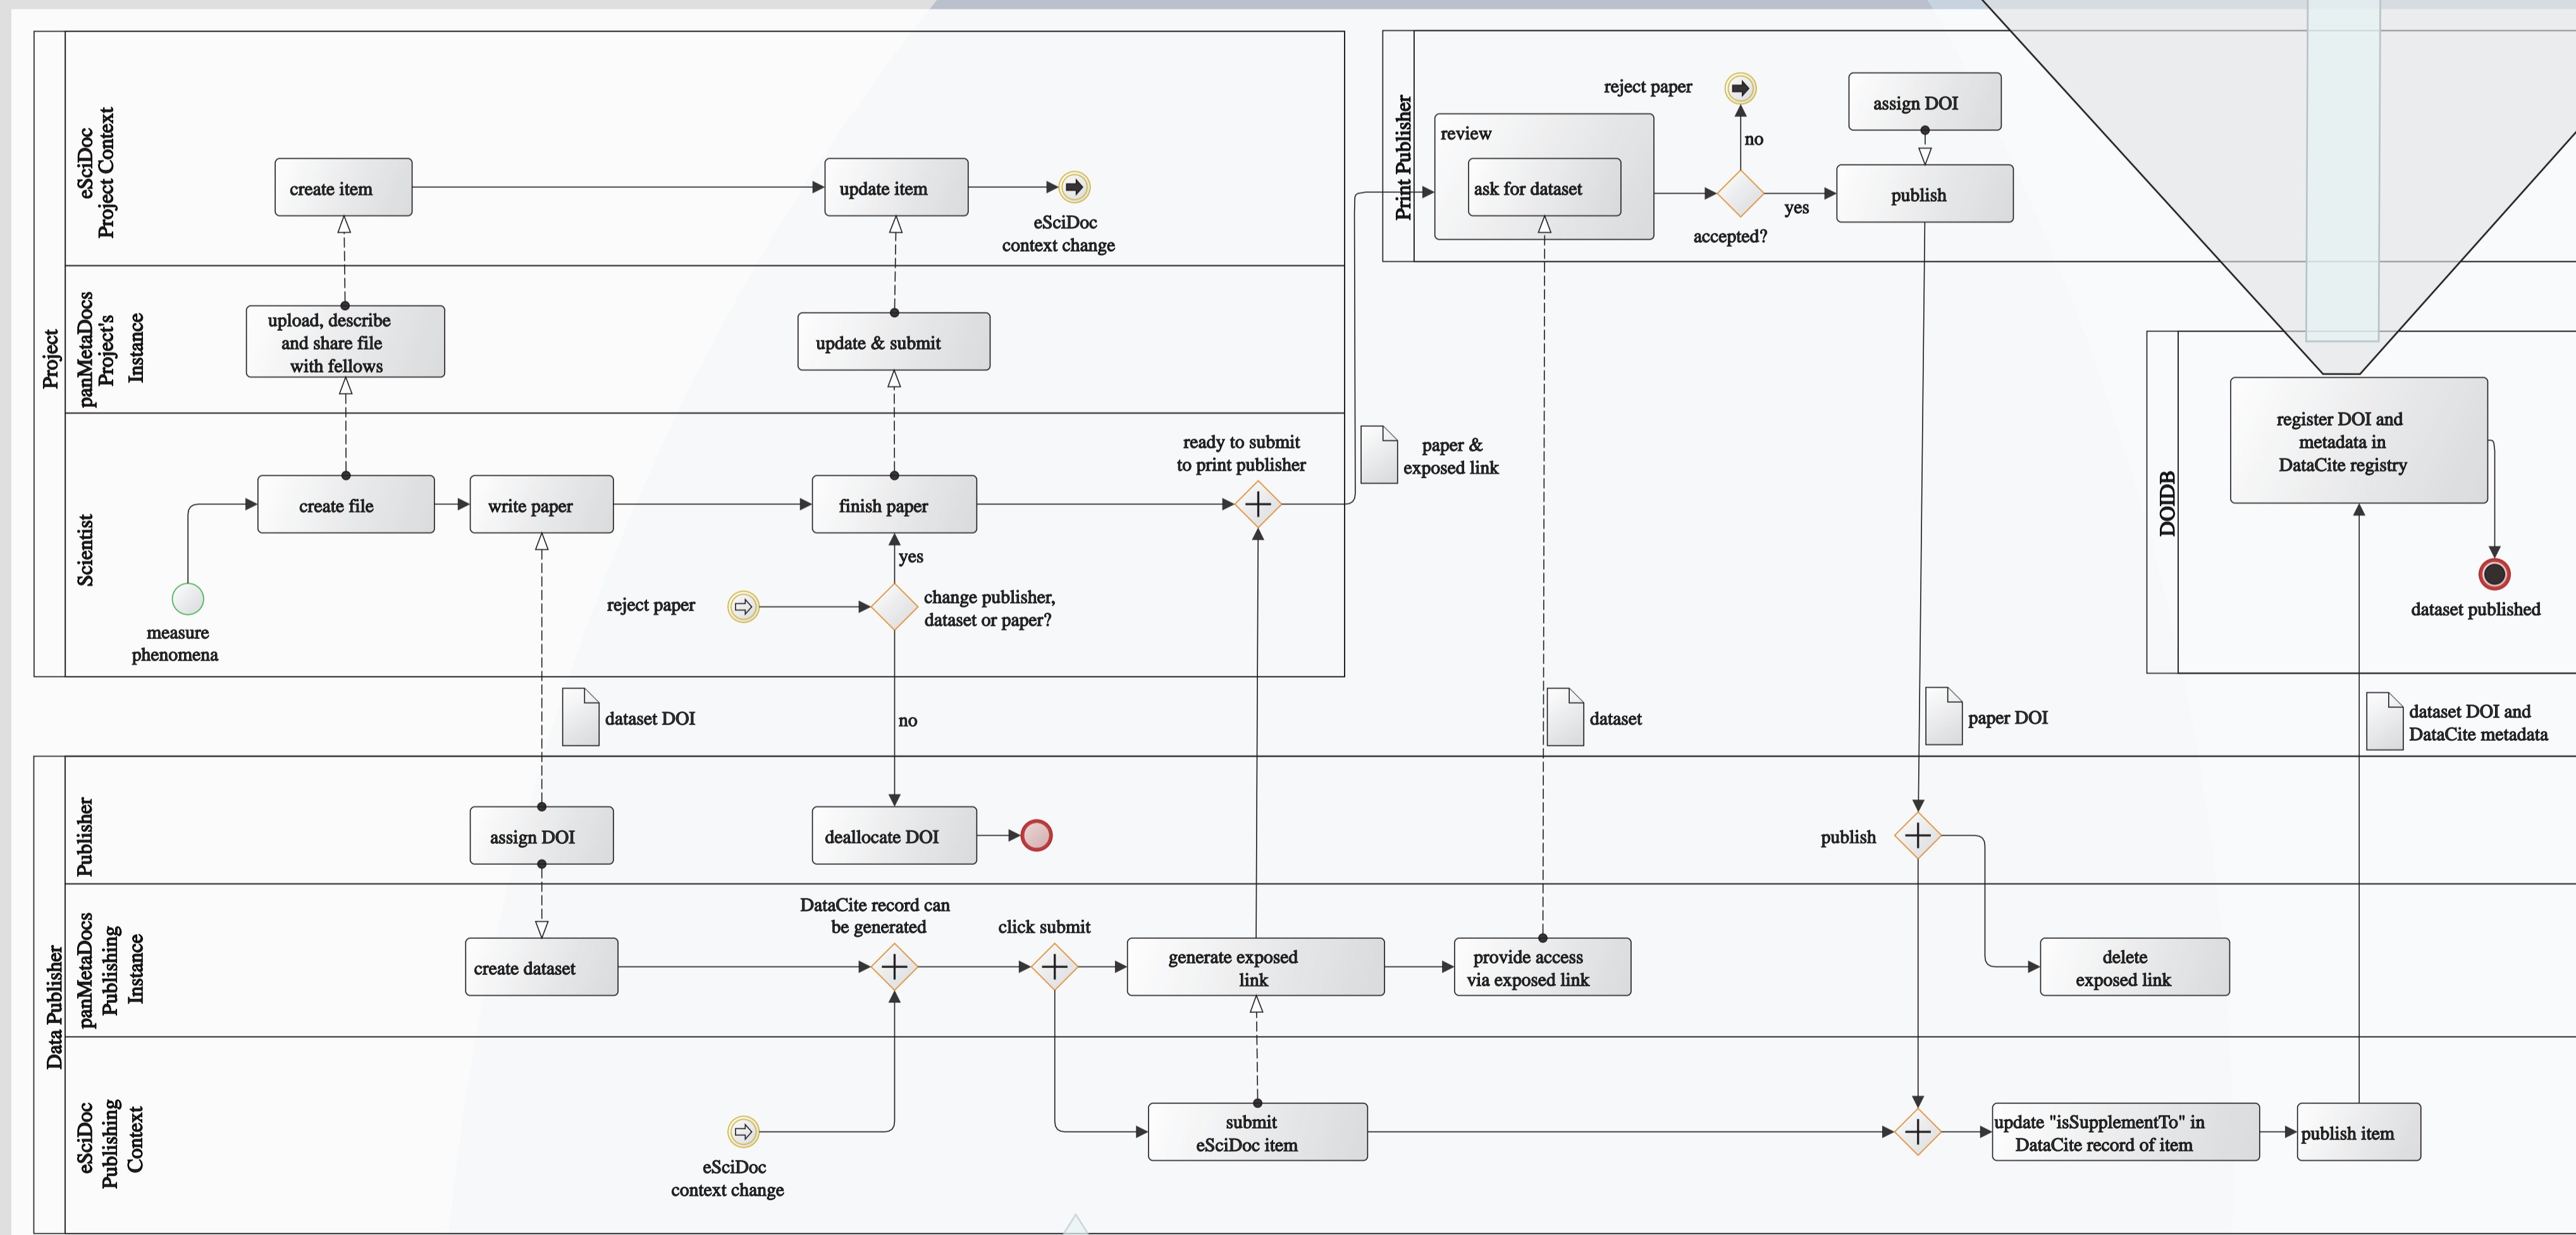 Project
eSciDoc
Project Context
create item
update item
eSciDoc
context change
panMetaDocs
Project's
Instance
upload, describe
and share file
with fellows
update & submit
Scientist
measure
phenomena
create file
write paper
finish paper
ready to submit
to print publisher
yes
reject paper
change publisher,
dataset or paper?
no
dataset DOI
paper &
exposed link
Print Publisher
review
ask for dataset
reject paper
no
accepted?
yes
assign DOI
publish
dataset
paper DOI
DOIDB
register DOI and
metadata in
DataCite registry
dataset published
dataset DOI and
DataCite metadata
Data Publisher
Publisher
assign DOI
deallocate DOI
publish
panMetaDocs
Publishing
Instance
create dataset
DataCite record can
be generated
click submit
generate exposed
link
provide access
via exposed link
delete
exposed link
eSciDoc
Publishing
Context
eSciDoc
context change
submit
eSciDoc item
update "isSupplementTo" in
DataCite record of item
publish item